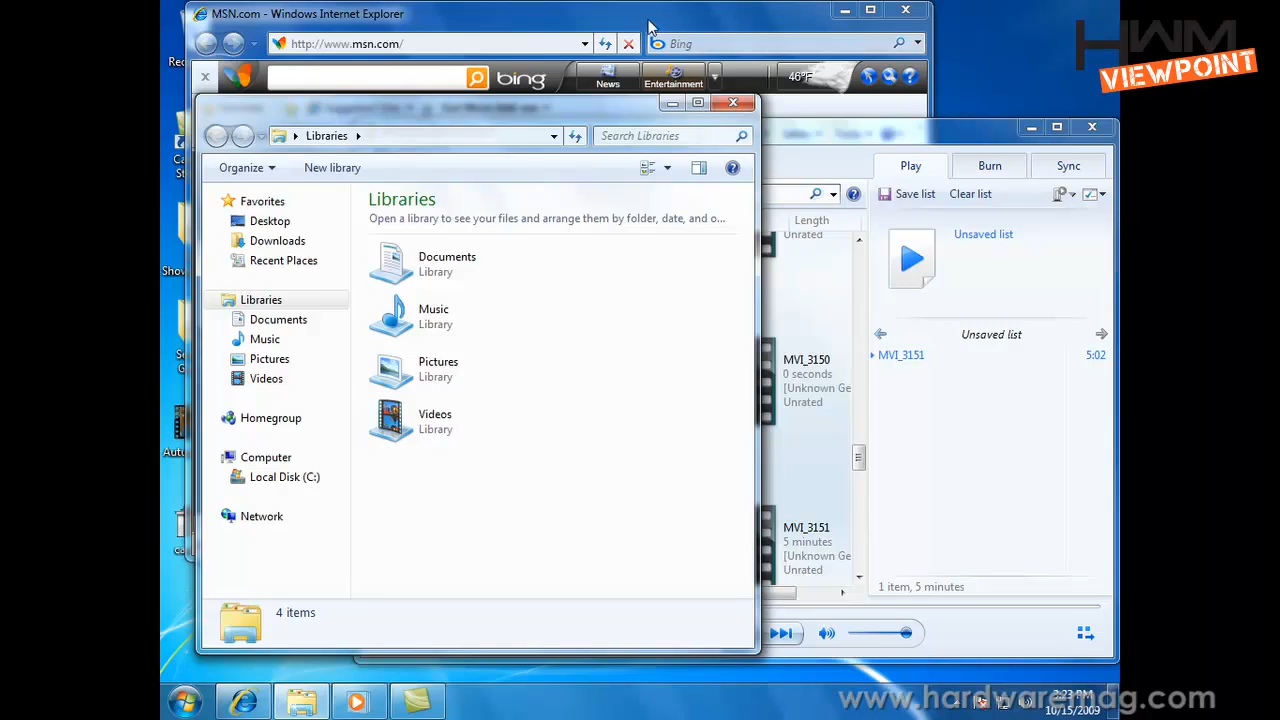 MSN.com - Windows Internet Explorer
HWM
VIEWPOINT
http://www.msn.com/
Bing
bing
News
Entertainment
46°F
Libraries
Search Libraries
Organize
New library
Favorites
Desktop
Downloads
Recent Places
Libraries
Documents
Music
Pictures
Videos
Homegroup
Computer
Local Disk (C:)
Network
Libraries
Open a library to see your files and arrange them by folder, date, and o...
Documents
Library
Music
Library
Pictures
Library
Videos
Library
4 items
Play
Burn
Sync
Save list
Clear list
Length
Unrated
MVI_3150
0 seconds
[Unknown Ge
Unrated
MVI_3151
5 minutes
[Unknown Ge
Unrated
Unsaved list
Unsaved list
MVI_3151
5:02
1 item, 5 minutes
3:23 PM
10/15/2009
www.hardwaremag.com